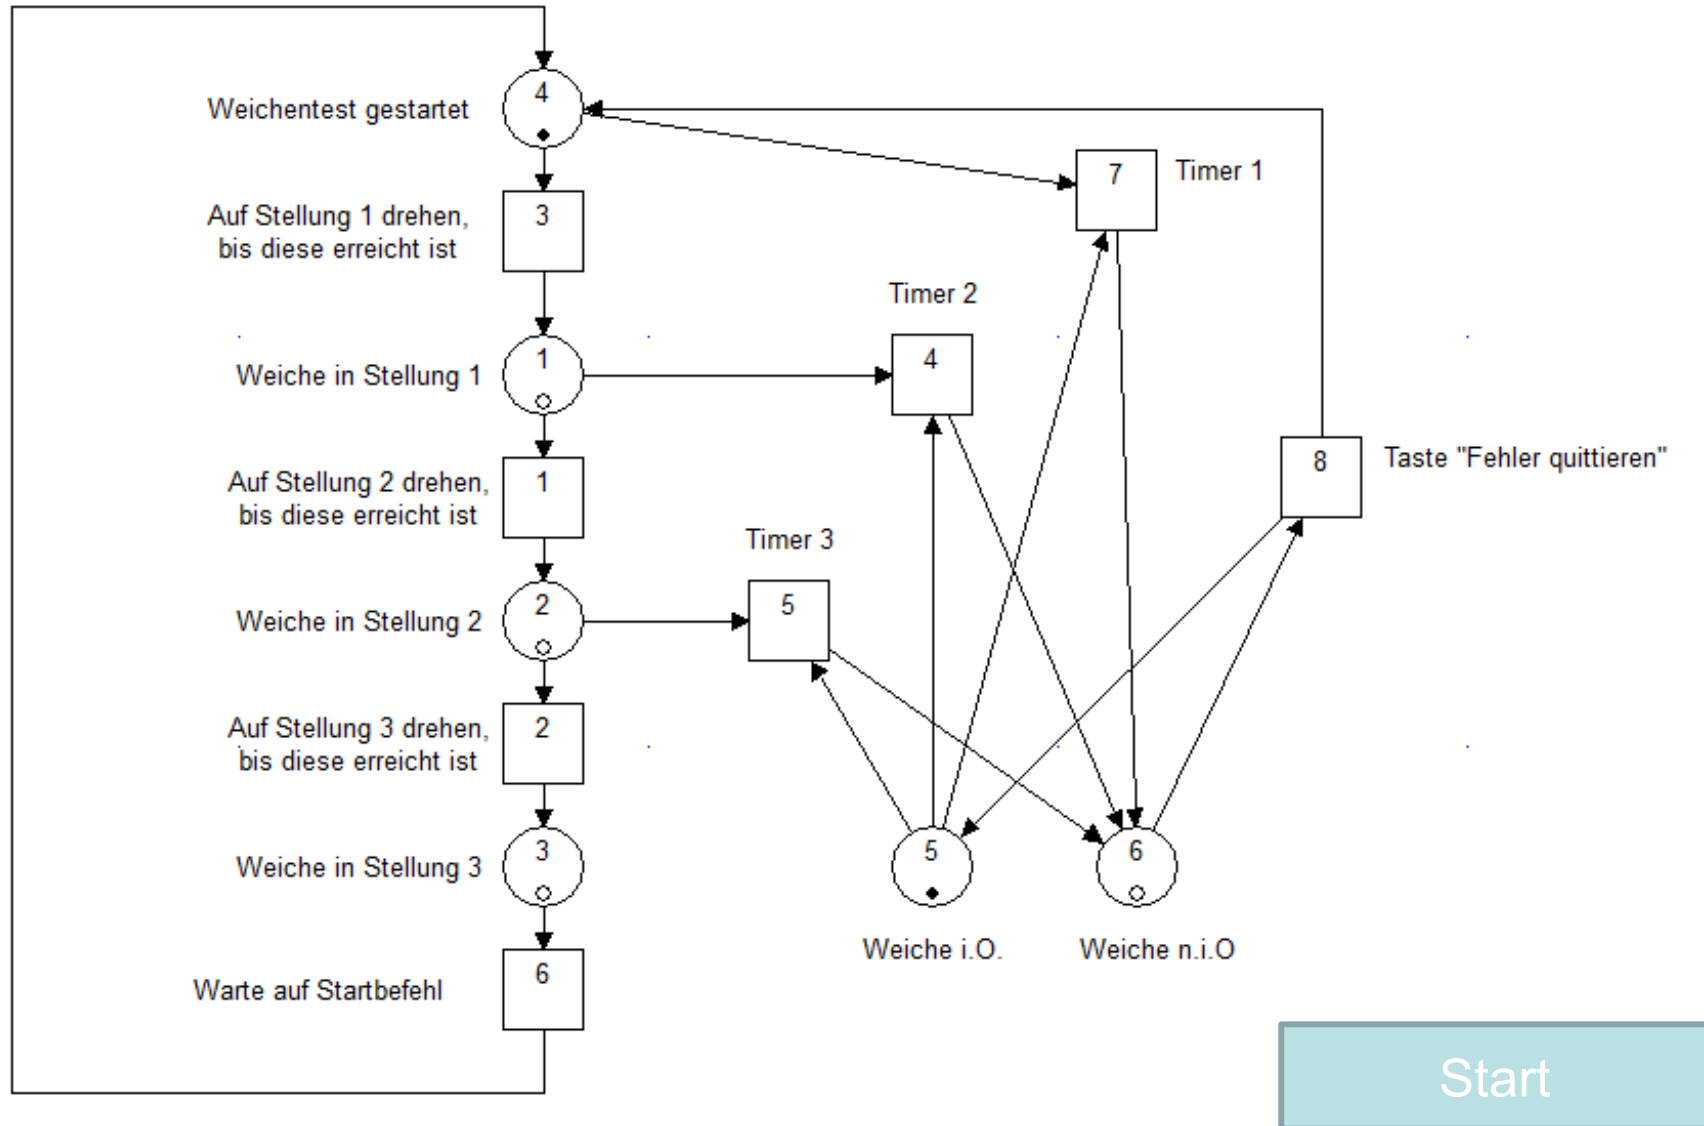 4
Weichentest gestartet
7
Timer 1
3
Auf Stellung 1 drehen,
bis diese erreicht ist
Timer 2
1
Weiche in Stellung 1
4
8
Taste "Fehler quittieren"
1
Auf Stellung 2 drehen,
bis diese erreicht ist
Timer 3
2
Weiche in Stellung 2
5
2
Auf Stellung 3 drehen,
bis diese erreicht ist
3
Weiche in Stellung 3
5
6
Weiche i.O.
Weiche n.i.O
6
Warte auf Startbefehl
Start